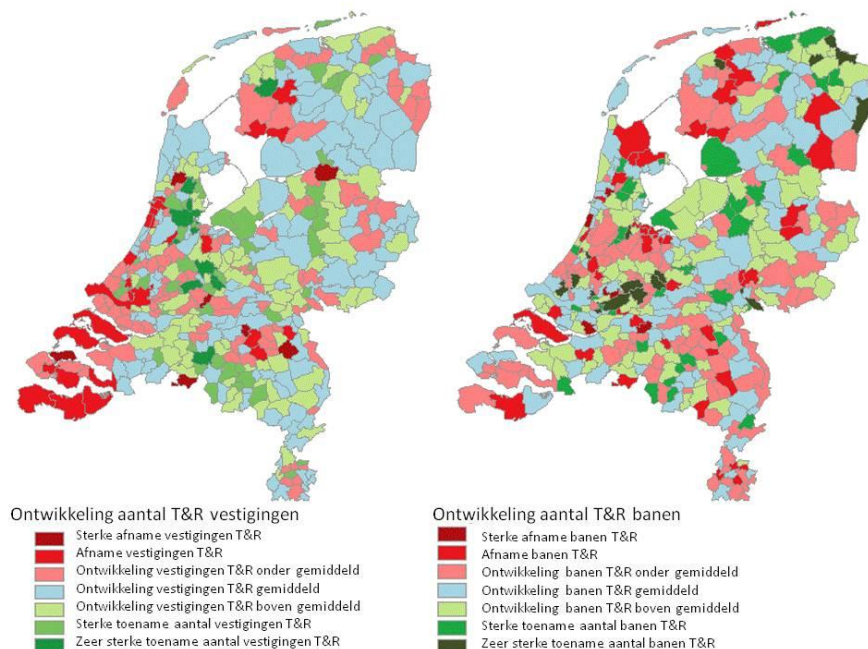 Ontwikkeling aantal T&R vestigingen
Sterke afname vestigingen T&R
Afname vestigingen T&R
Ontwikkeling vestigingen T&R onder gemiddeld
Ontwikkeling vestigingen T&R gemiddeld
Ontwikkeling vestigingen T&R boven gemiddeld
Sterke toename aantal vestigingen T&R
Zeer sterke toename aantal vestigingen T&R
Ontwikkeling aantal T&R banen
Sterke afname banen T&R
Afname banen T&R
Ontwikkeling banen T&R onder gemiddeld
Ontwikkeling banen T&R gemiddeld
Ontwikkeling banen T&R boven gemiddeld
Sterke toename aantal banen T&R
Zeer sterke toename aantal banen T&R